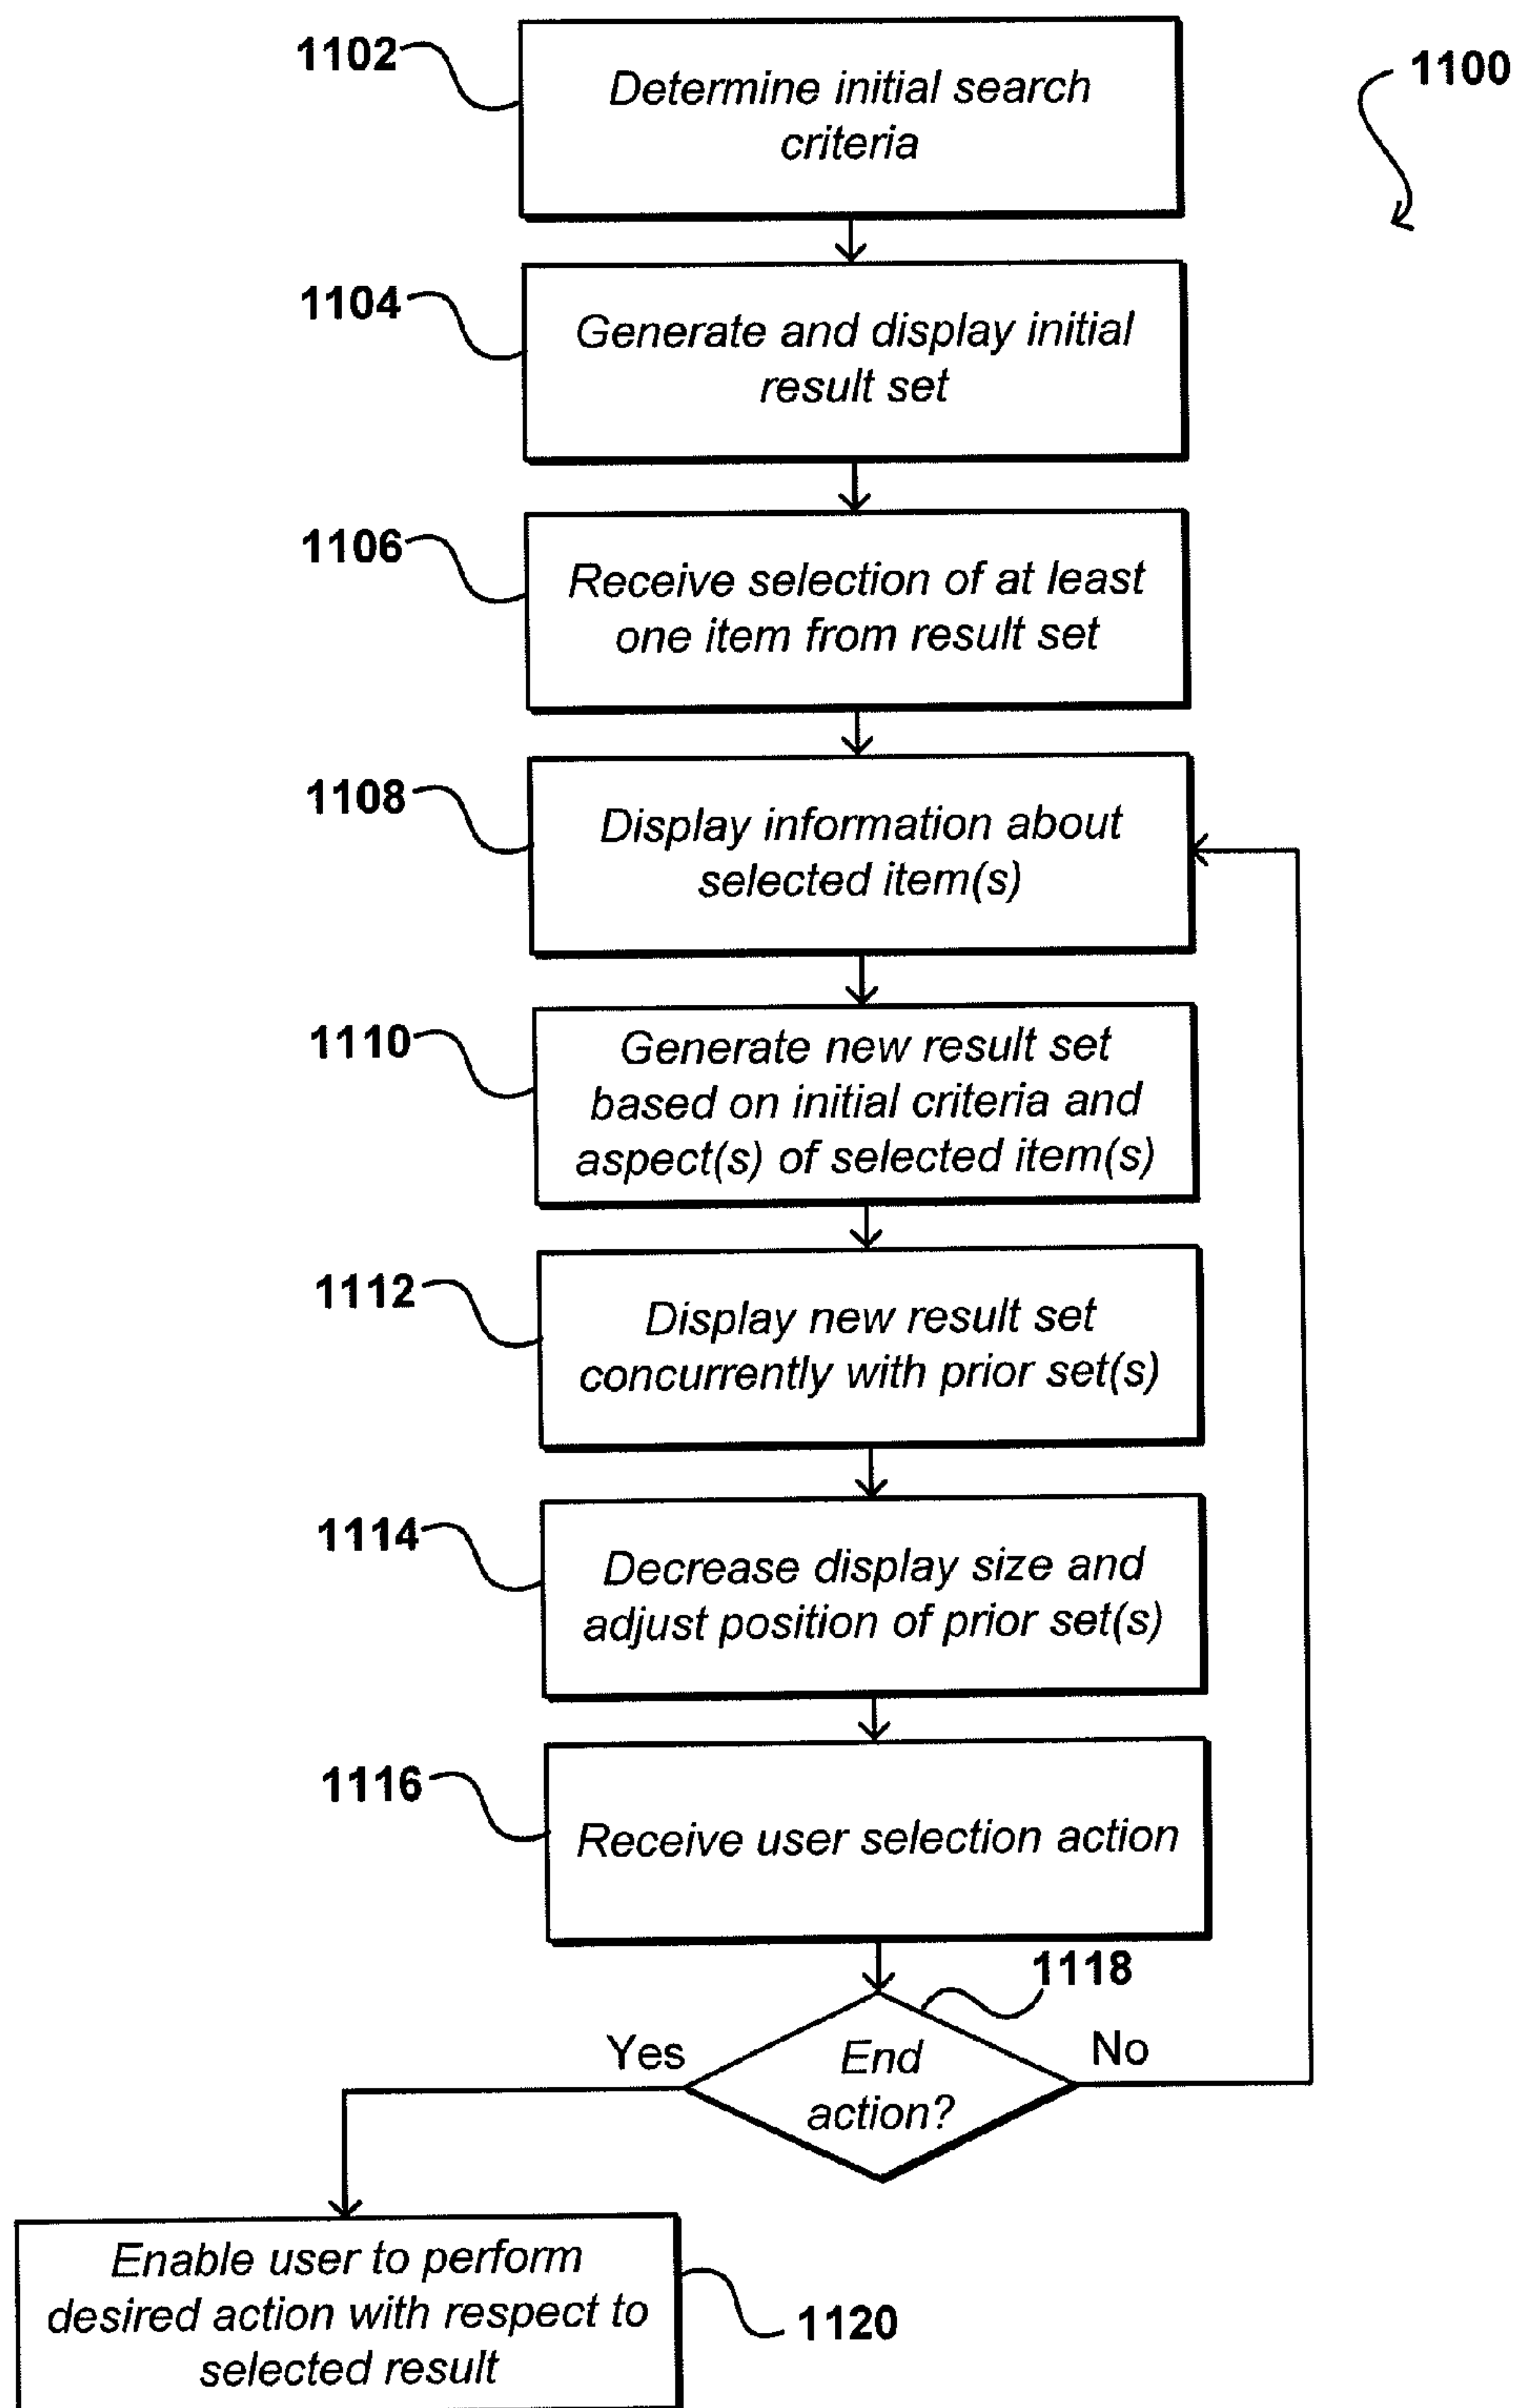 1102
Determine initial search
criteria
1100
1104
Generate and display initial
result set
1106
Receive selection of at least
one item from result set
1108
Display information about
selected item(s)
1110
Generate new result set
based on initial criteria and
aspect(s) of selected item(s)
1112
Display new result set
concurrently with prior set(s)
1114
Decrease display size and
adjust position of prior set(s)
1116
Receive user selection action
1118
Yes
End
action?
No
Enable user to perform
desired action with respect to
selected result
1120